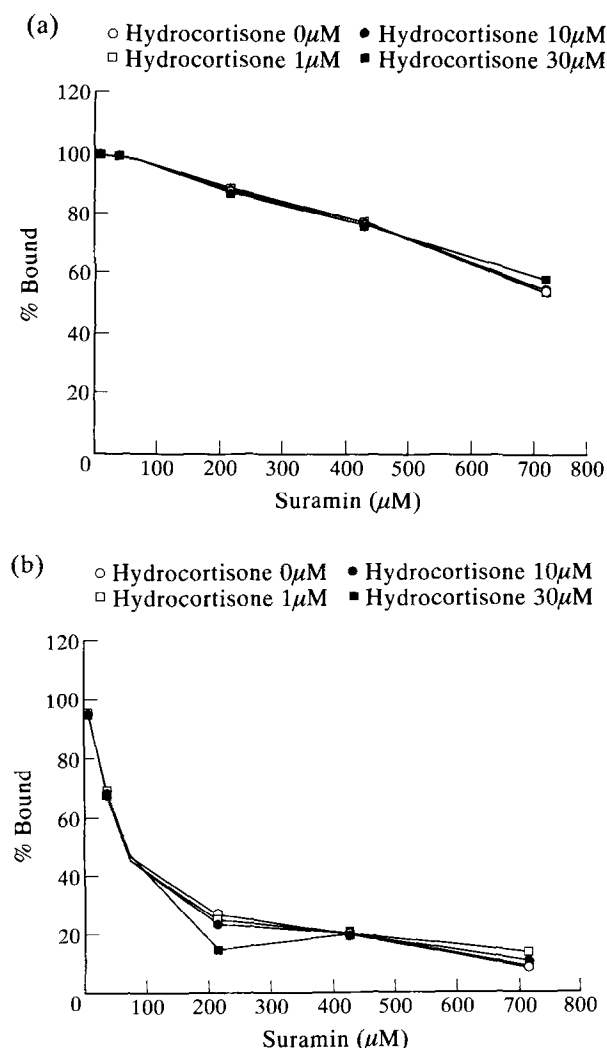 (a)
○ Hydrocortisone 0μM ● Hydrocortisone 10μM
□ Hydrocortisone 1μM ■ Hydrocortisone 30μM
120
100
80
60
40
20
0
% Bound
100 200 300 400 500 600 700 800
Suramin (μM)
(b)
○ Hydrocortisone 0μM ● Hydrocortisone 10μM
□ Hydrocortisone 1μM ■ Hydrocortisone 30μM
120
100
80
60
40
20
0
% Bound
100 200 300 400 500 600 700 800
Suramin (μM)